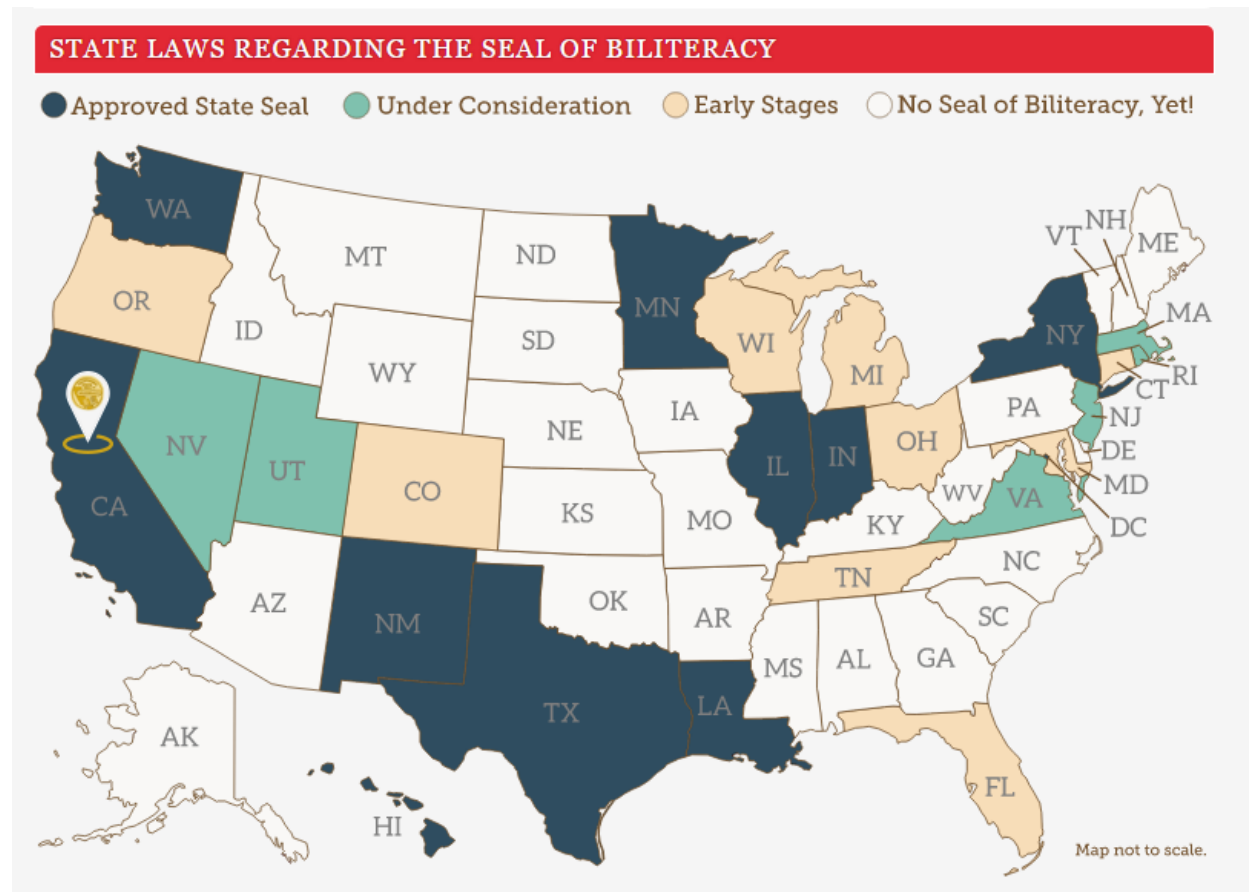 STATE LAWS REGARDING THE SEAL OF BILITERACY
Approved State Seal Under Consideration Early Stages No Seal of Biliteracy, Yet!
WA
MT
ND
MN
VT
NH
ME
OR
ID
SD
WI
NY
MA
WY
MI
RI
CT
IA
PA
NJ
NV
NE
OH
DE
UT
IL
IN
MD
CA
CO
WV
VA
KS
MO
KY
DC
NC
TN
AZ
OK
AR
SC
NM
MS
AL
GA
TX
LA
AK
FL
HI
Map not to scale.